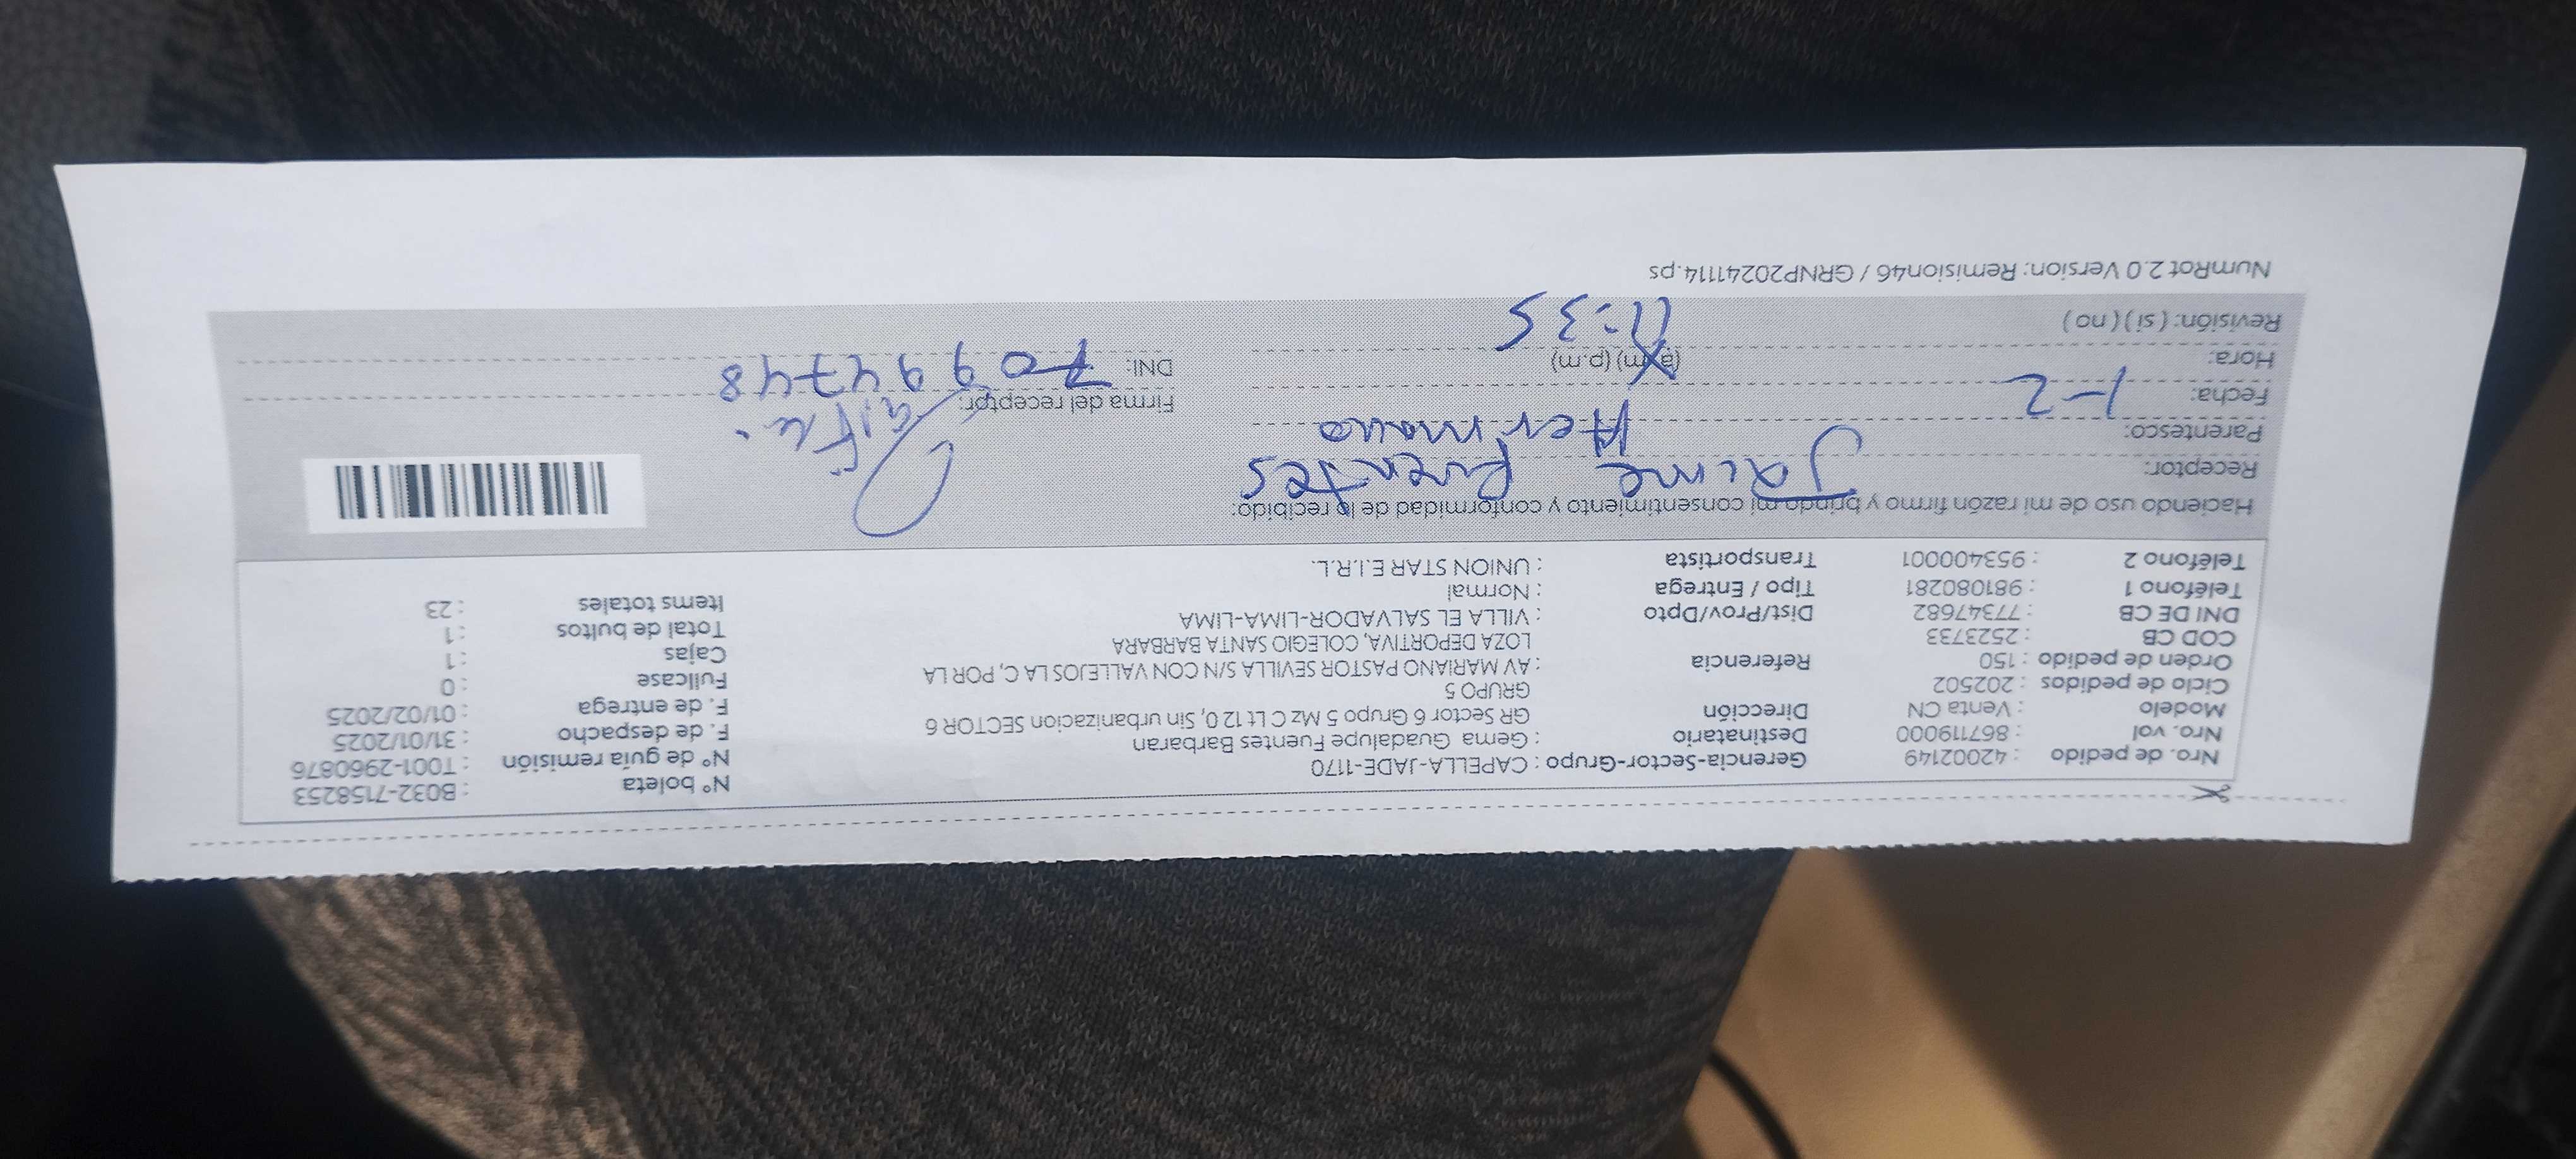 Nro. de pedido : 42002149
Nro. vol : 867119000
Modelo : Venta CN
Ciclo de pedidos : 202502
Orden de pedido : 150
COD CB : 2523733
DNI DE CB : 77347682
Teléfono 1 : 981080281
Teléfono 2 : 953400001
Gerencia-Sector-Grupo : CAPELLA-JADE-1170
Destinatario : Gema Guadalupe Fuentes Barbaran
Dirección GR Sector 6 Grupo 5 Mz C Lt 12 0, Sin urbanizacion SECTOR 6
GRUPO 5
Referencia : AV MARIANO PASTOR SEVILLA S/N CON VALLEJOS LA C, POR LA
LOZA DEPORTIVA, COLEGIO SANTA BARBARA
Dist/Prov/Dpto : VILLA EL SALVADOR-LIMA-LIMA
Tipo / Entrega : Normal
Transportista : UNION STAR E.I.R.L.
N° boleta : B032-7158253
N° de guía remisión : T001-2960876
F. de despacho : 31/01/2025
F. de entrega : 01/02/2025
Fullcase : 0
Cajas : 1
Total de bultos : 1
Items totales : 23
Haciendo uso de mi razón firmo y brindo mi consentimiento y conformidad de lo recibido:
Receptor: Jaime Fuentes
Parentesco: Hermano
Fecha: 1-2
Hora: (a.m) (p.m) 11:35
Revisión: ( si ) ( no )
Firma del receptor:
DNI: 70994748
NumRot 2.0 Version: Remision46 / GRNP20241114.ps